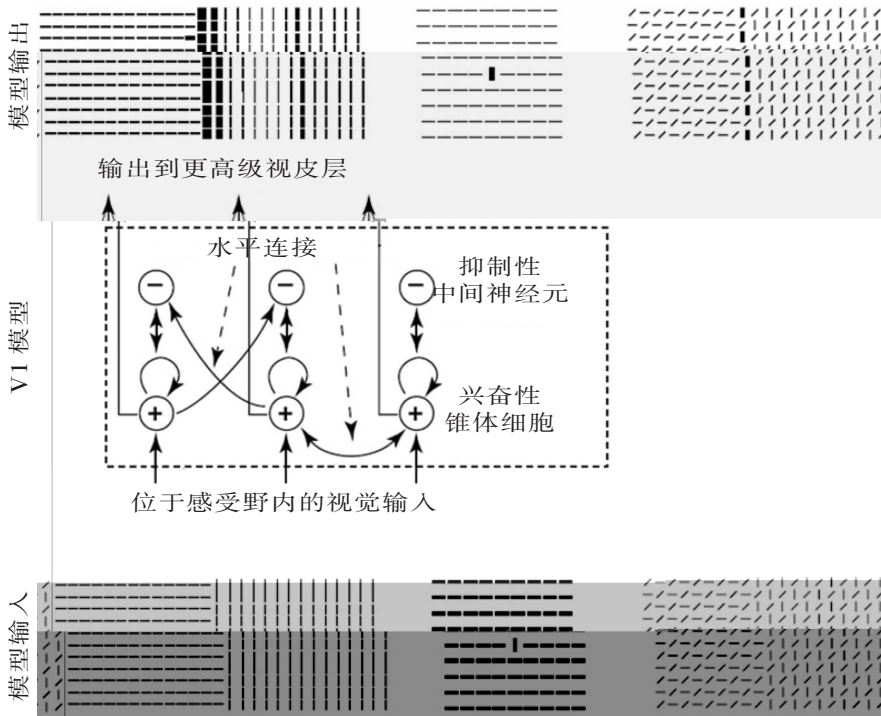 模型输出
输出到更高级视皮层
水平连接
抑制性
中间神经元
V1 模型
兴奋性
锥体细胞
位于感受野内的视觉输入
模型输入